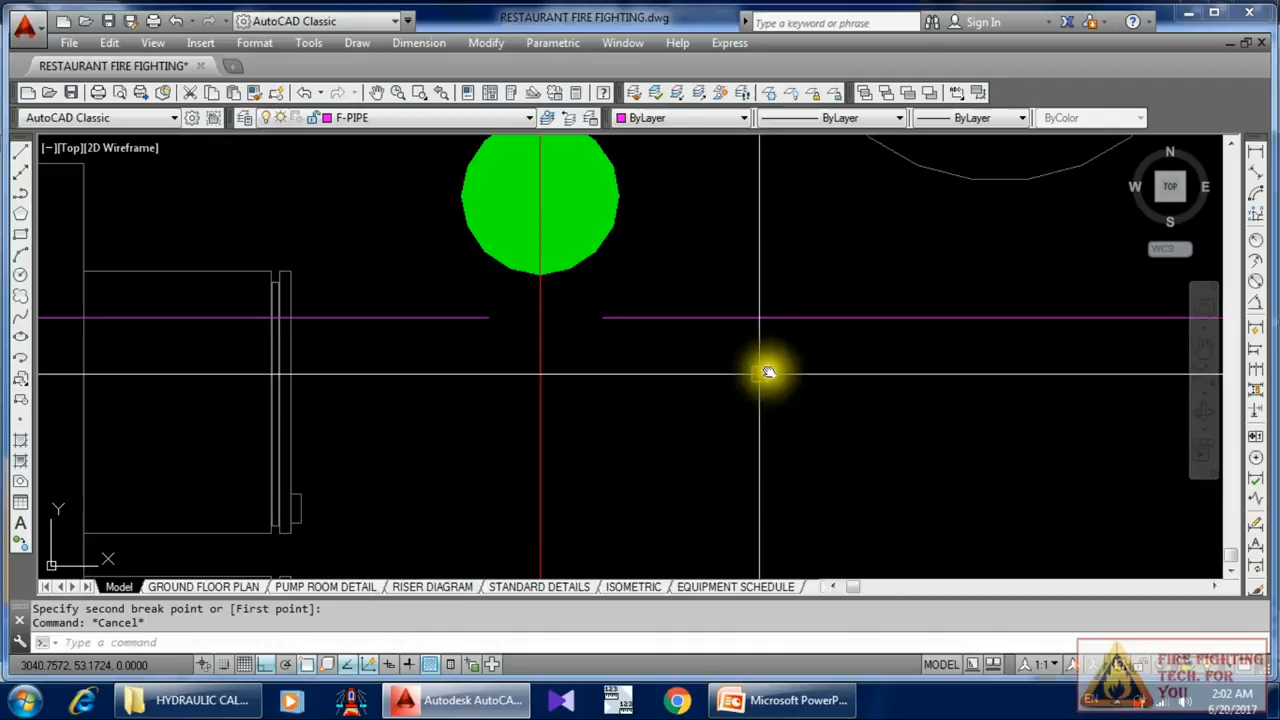 AutoCAD Classic
RESTAURANT FIRE FIGHTING.dwg
Type a keyword or phrase
Sign In
File Edit View Insert Format Tools Draw Dimension Modify Parametric Window Help Express
RESTAURANT FIRE FIGHTING*
AutoCAD Classic
F-PIPE
ByLayer
ByLayer
ByLayer
ByColor
[−][Top][2D Wireframe]
N
W TOP E
S
WCS
Y
X
Model GROUND FLOOR PLAN PUMP ROOM DETAIL RISER DIAGRAM STANDARD DETAILS ISOMETRIC EQUIPMENT SCHEDULE
Specify second break point or [First point]:
Command: *Cancel*
Type a command
3040.7572, 53.1724, 0.0000
MODEL
1:1
FIRE FIGHTING
TECH. FOR
YOU
HYDRAULIC CAL...
Autodesk AutoCA...
Microsoft PowerP...
EN
2:02 AM
6/20/2017